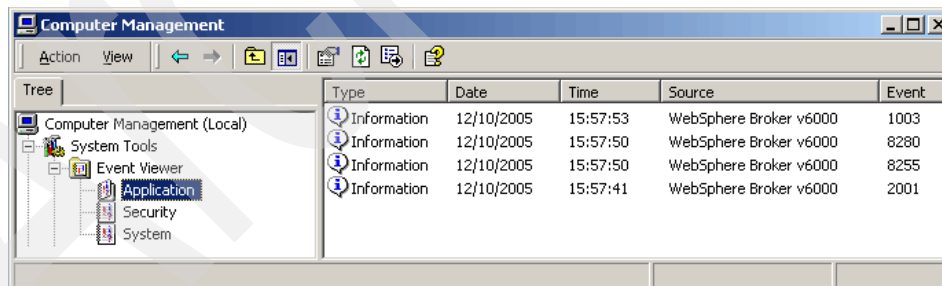 Computer Management
Action View
Tree
Type Date Time Source Event
Computer Management (Local)
System Tools
Event Viewer
Application
Security
System
Information 12/10/2005 15:57:53 WebSphere Broker v6000 1003
Information 12/10/2005 15:57:50 WebSphere Broker v6000 8280
Information 12/10/2005 15:57:50 WebSphere Broker v6000 8255
Information 12/10/2005 15:57:41 WebSphere Broker v6000 2001